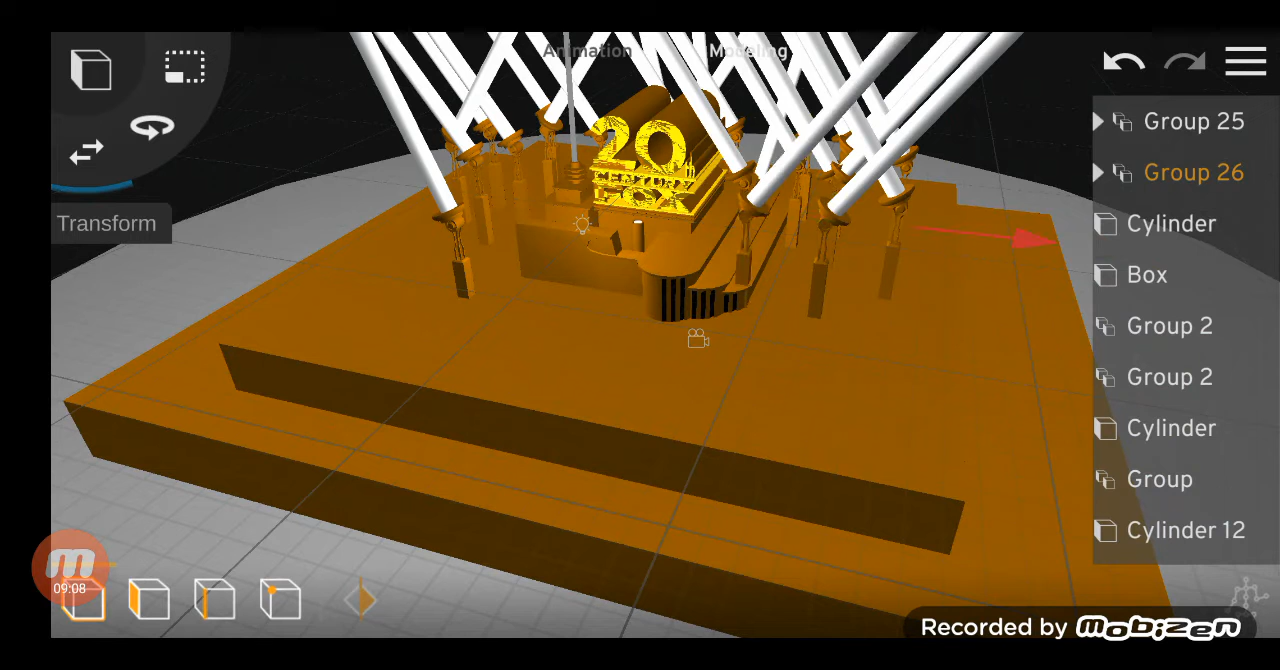 Animation
Modeling
Transform
Group 25
Group 26
Cylinder
Box
Group 2
Group 2
Cylinder
Group
Cylinder 12
20
CENTURY
FOX
09:08
Recorded by mobizen